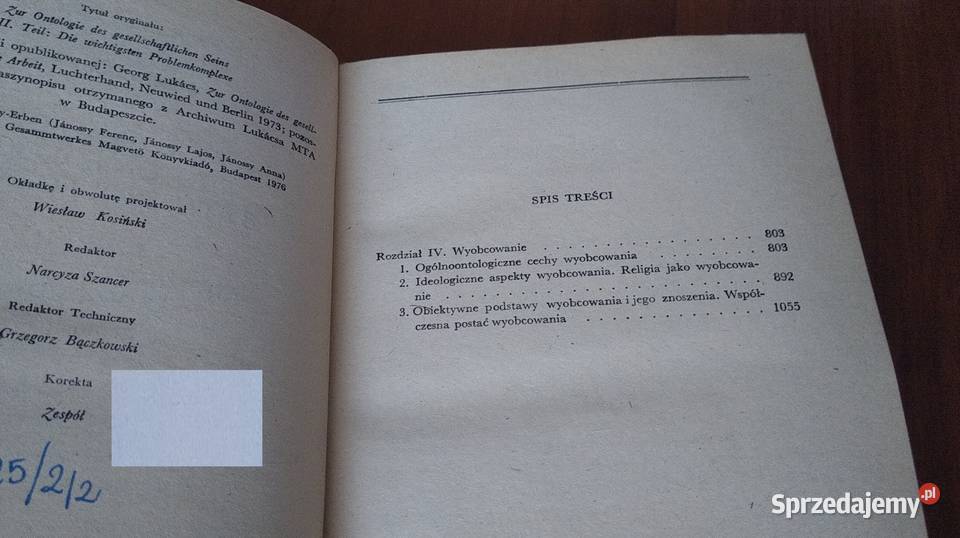 Tytuł oryginału:
Zur Ontologie des gesellschaftlichen Seins
II. Teil: Die wichtigsten Problemkomplexe
i opublikowanej: Georg Lukács, Zur Ontologie des gesell-
Arbeit, Luchterhand, Neuwied und Berlin 1973; pozos-
aszynopisu otrzymanego z Archiwum Lukácsa MTA
w Budapeszcie.
y-Erben (Jánossy Ferenc, Jánossy Lajos, Jánossy Anna)
Gesammtwerkes Magvető Könyvkiadó, Budapest 1976
Okładkę i obwolutę projektował
Wiesław Kosiński
Redaktor
Narcyza Szancer
Redaktor Techniczny
Grzegorz Bączkowski
Korekta
Zespół
25/2/2
SPIS TREŚCI
Rozdział IV. Wyobcowanie . . . . . . . . . . . . . . 803
1. Ogólnoontologiczne cechy wyobcowania . . . . . . 803
2. Ideologiczne aspekty wyobcowania. Religia jako wyobcowa-
nie . . . . . . . . . . . . . . . . . . . . . 892
3. Obiektywne podstawy wyobcowania i jego znoszenia. Współ-
czesna postać wyobcowania . . . . . . . . . . . 1055
Sprzedajemy.pl